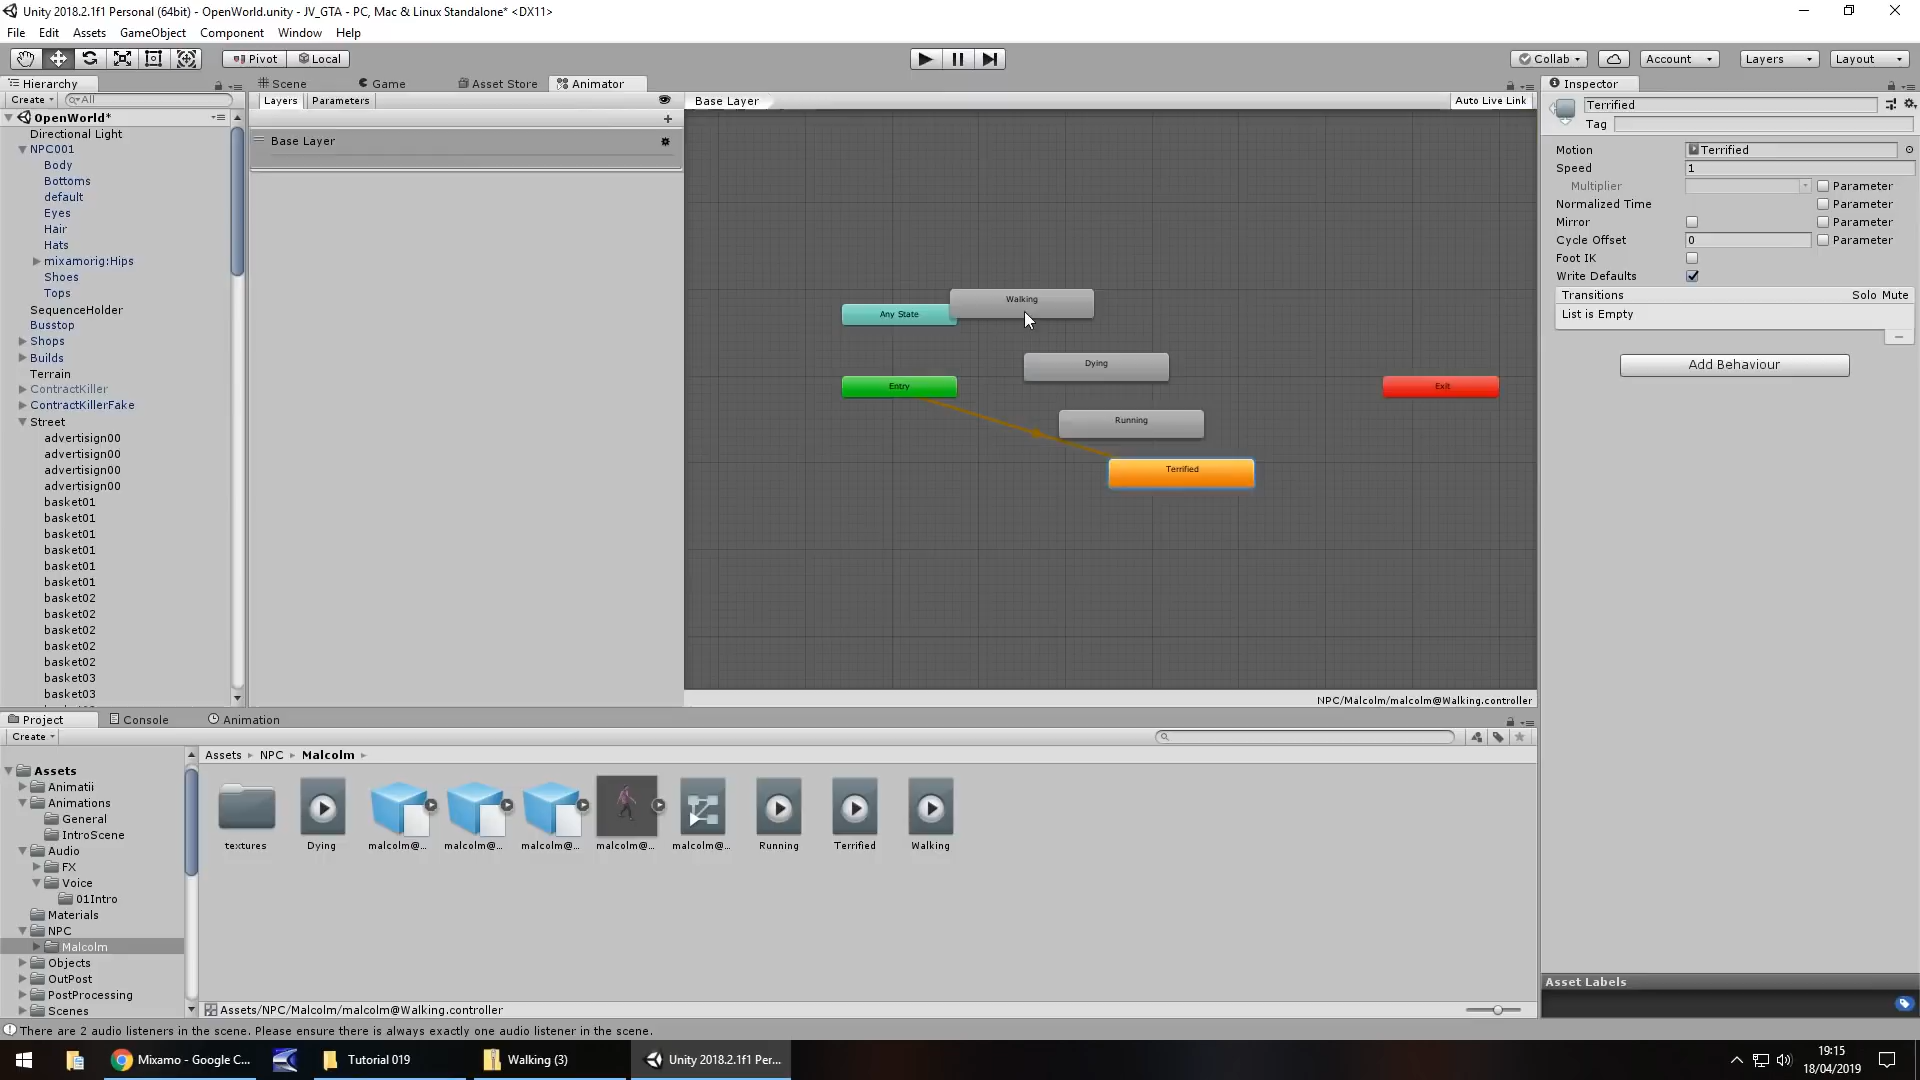 Unity 2018.2.1f1 Personal (64bit) - OpenWorld.unity - JV_GTA - PC, Mac & Linux Standalone* <DX11>
File Edit Assets GameObject Component Window Help
Pivot Local Collab Account Layers Layout
Hierarchy Scene Game Asset Store Animator Inspector
Create All Layers Parameters Base Layer Auto Live Link Terrified
OpenWorld* Tag
Directional Light
NPC001 Base Layer Motion Terrified
Body Speed 1
Bottoms Multiplier Parameter
default Normalized Time Parameter
Eyes Mirror Parameter
Hair Cycle Offset 0 Parameter
Hats Foot IK
mixamorig:Hips Write Defaults
Shoes Transitions Solo Mute
Tops Walking
SequenceHolder Any State List is Empty
Busstop
Shops
Builds Dying Add Behaviour
Terrain
ContractKiller Entry Exit
ContractKillerFake
Street Running
advertisign00
advertisign00
advertisign00 Terrified
advertisign00
basket01
basket01
basket01
basket01
basket01
basket01
basket02
basket02
basket02
basket02
basket02
basket03
basket03
NPC/Malcolm/malcolm@Walking.controller
Project Console Animation
Create
Assets NPC Malcolm
Assets
Animatii
Animations
General
IntroScene
Audio
FX
Voice
01Intro
Materials
NPC
Malcolm
Objects
OutPost
PostProcessing
Scenes
textures Dying malcolm@... malcolm@... malcolm@... malcolm@... malcolm@... Running Terrified Walking
Assets/NPC/Malcolm/malcolm@Walking.controller
Asset Labels
There are 2 audio listeners in the scene. Please ensure there is always exactly one audio listener in the scene.
Mixamo - Google C... Tutorial 019 Walking (3) Unity 2018.2.1f1 Per...
19:15
18/04/2019